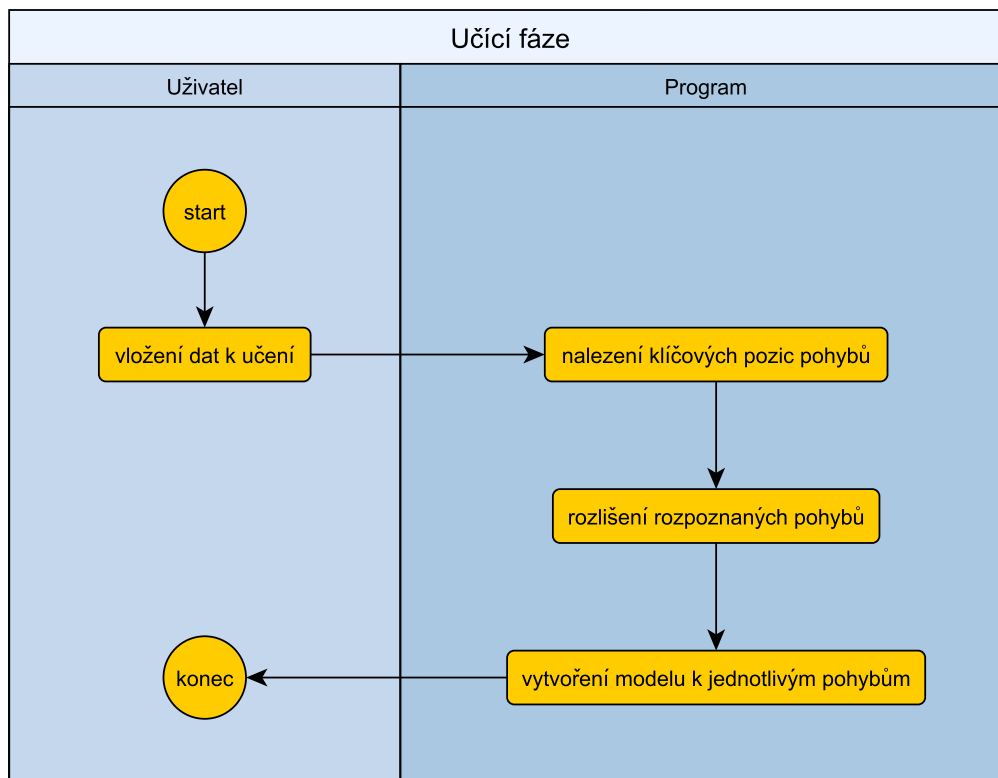 Učící fáze
Uživatel
Program
start
vložení dat k učení
nalezení klíčových pozic pohybů
rozlišení rozpoznaných pohybů
vytvoření modelu k jednotlivým pohybům
konec